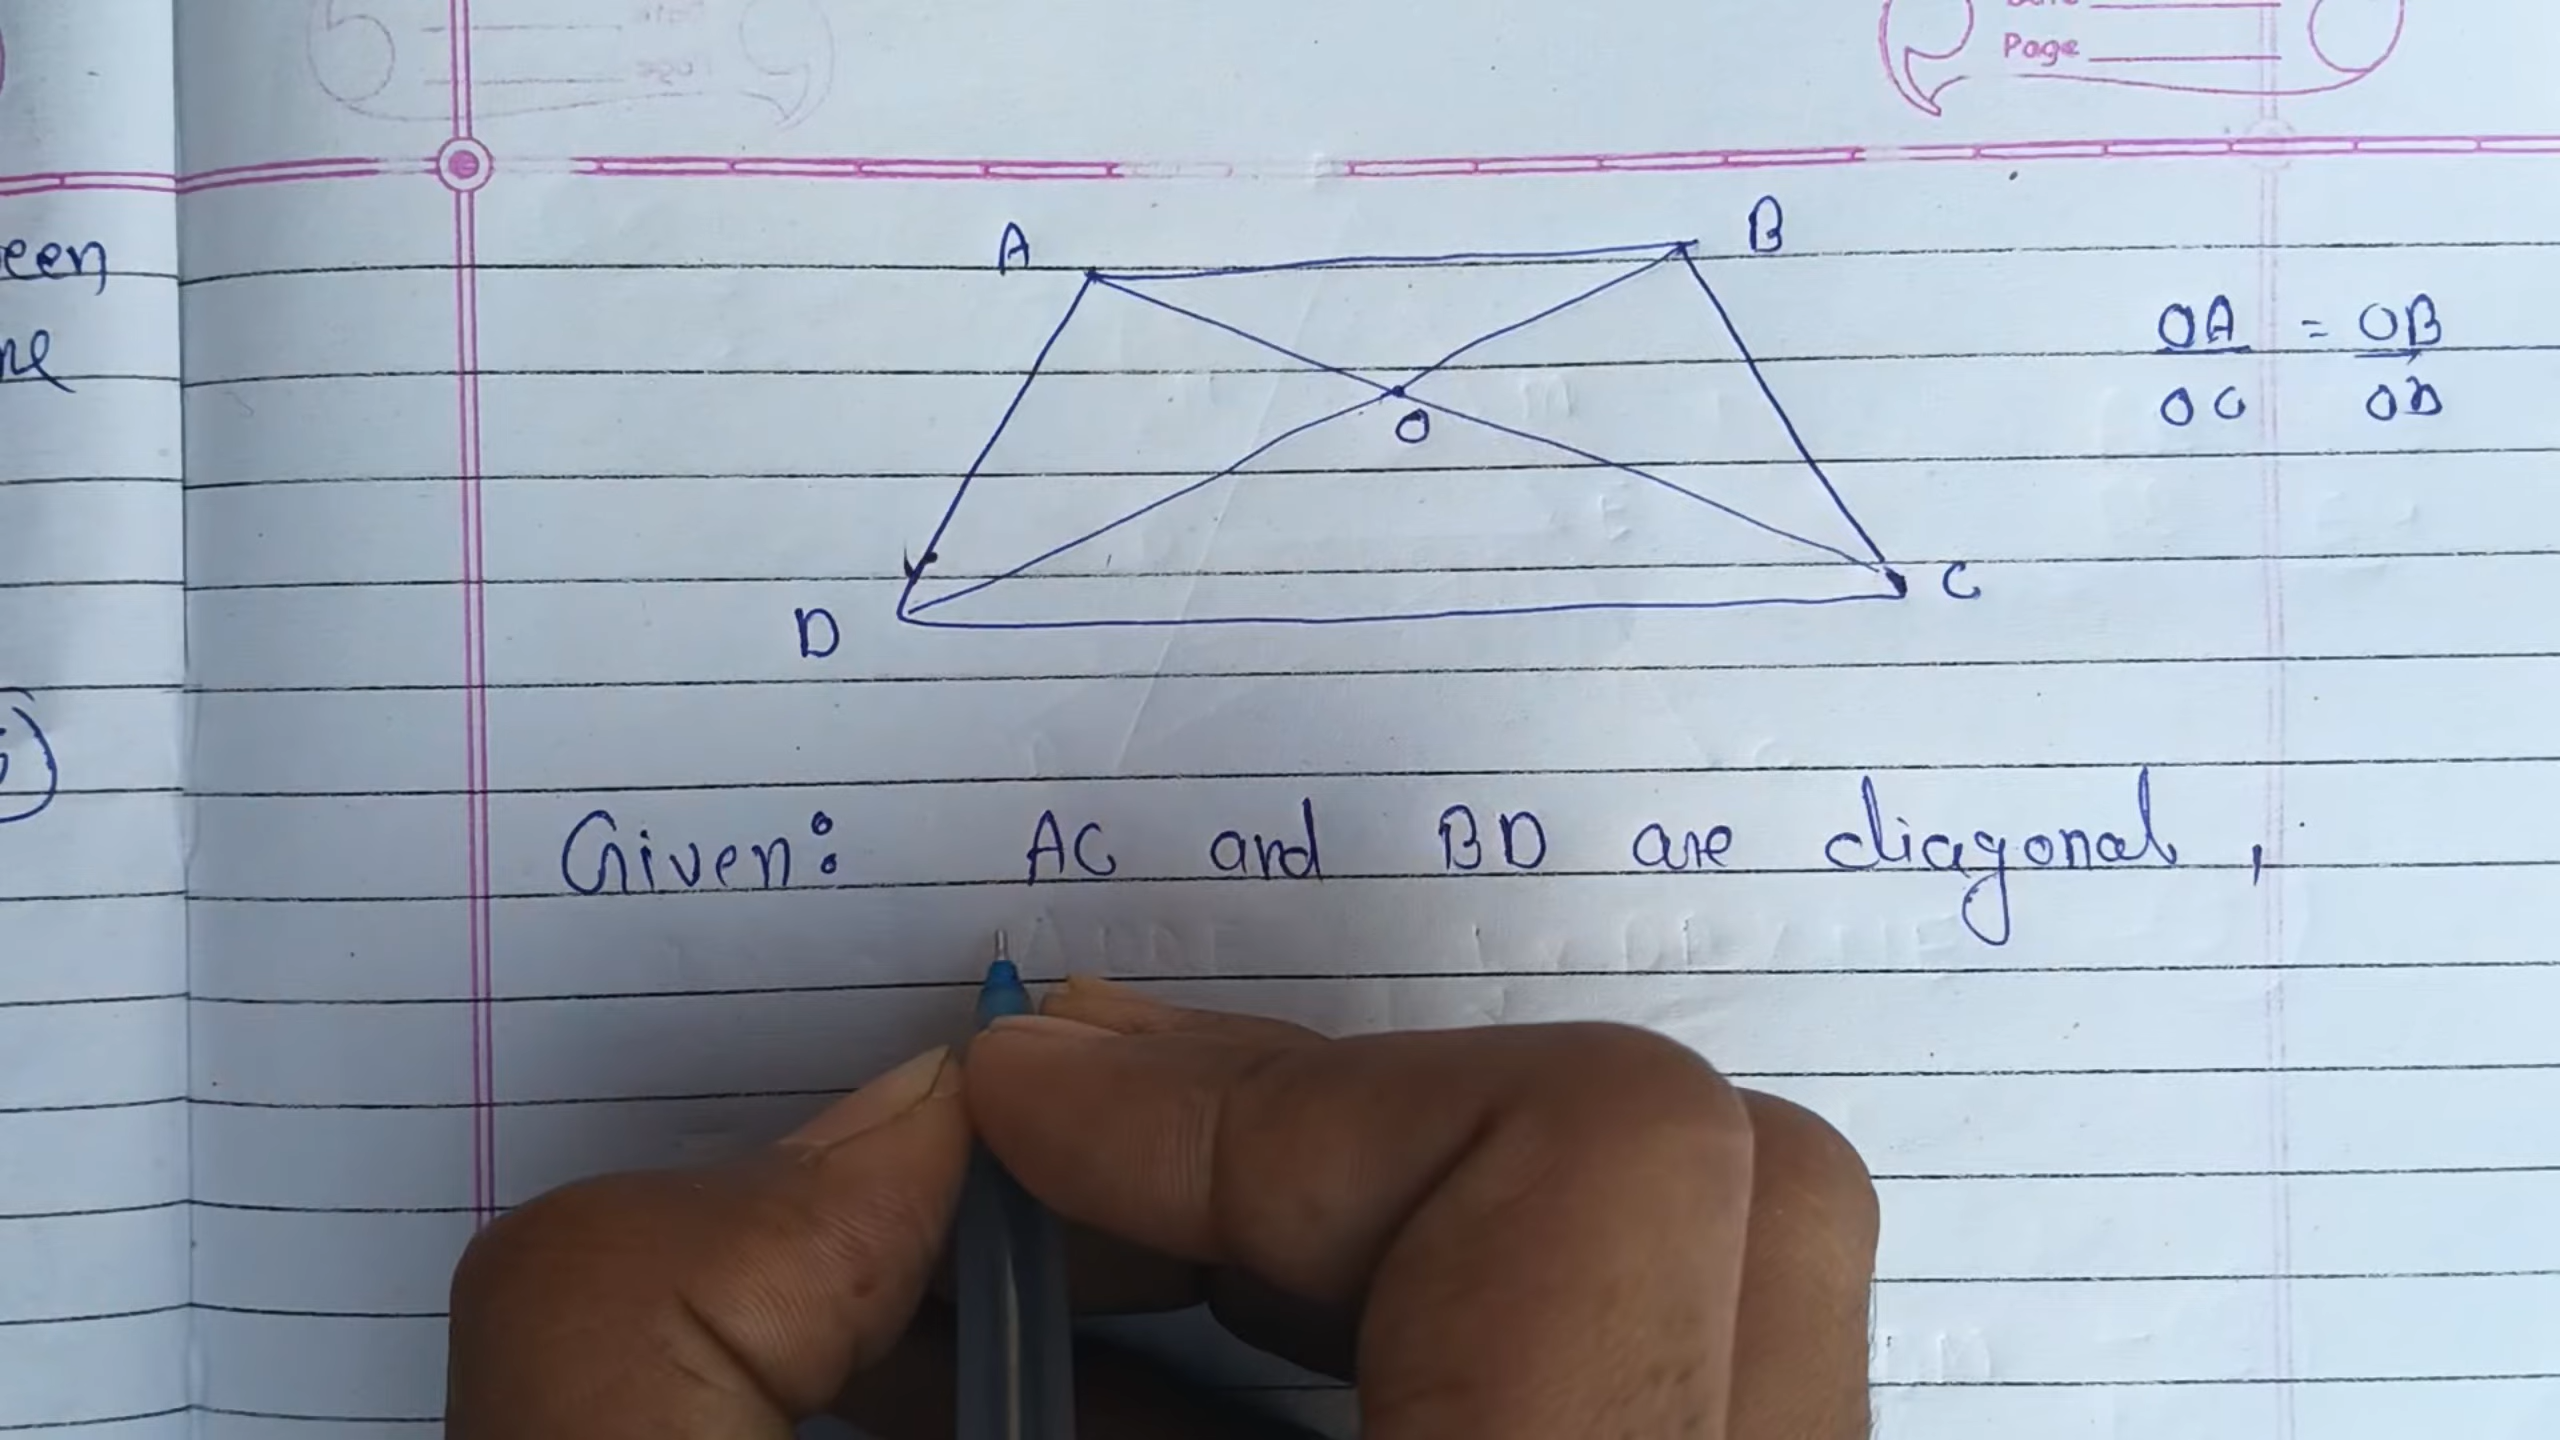 Page
A
B
OA = OB
OC OD
O
C
D
Given: AC and BD are diagonal,